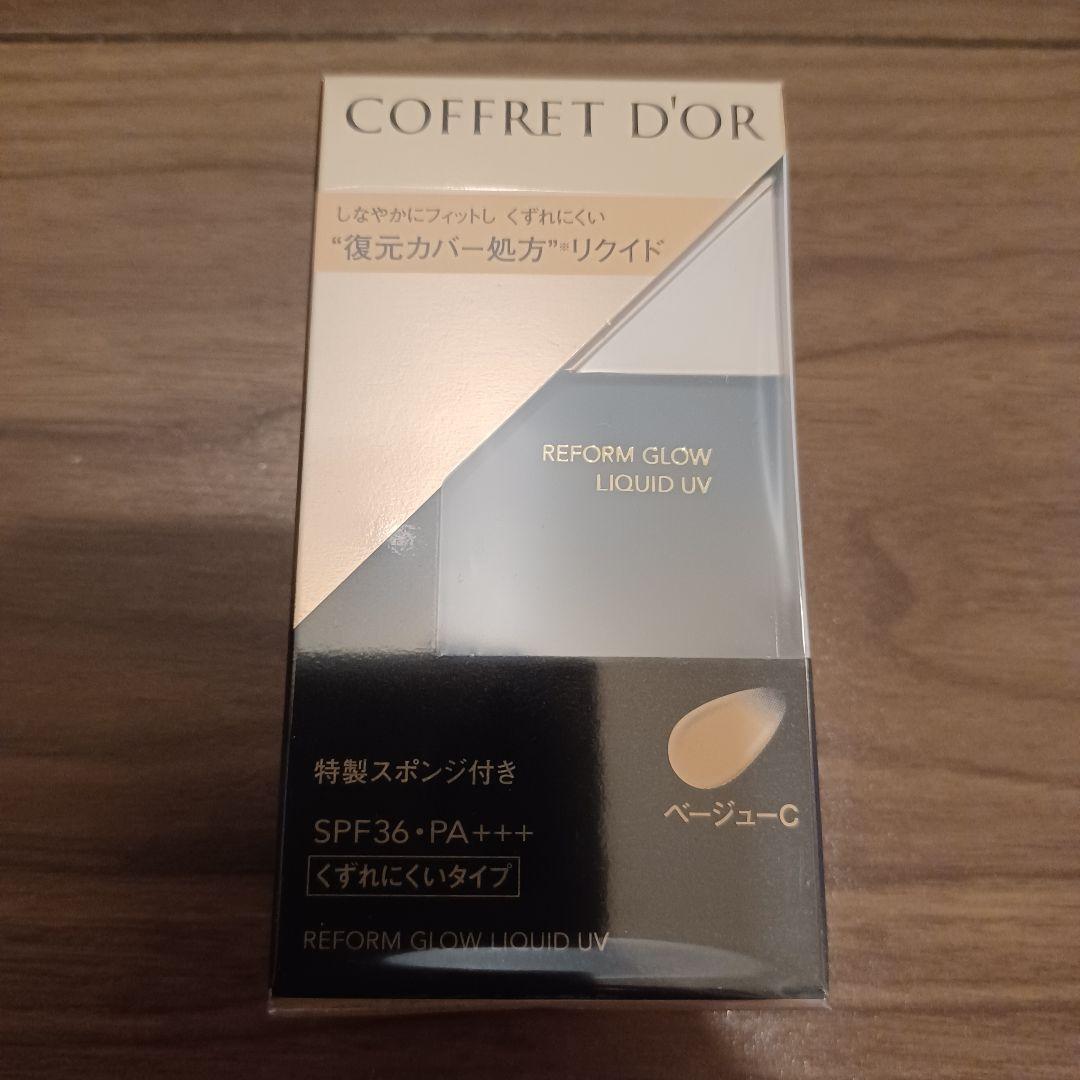 COFFRET D'OR
しなやかにフィットし くずれにくい
“復元カバー処方”※リクイド
REFORM GLOW
LIQUID UV
特製スポンジ付き
ベージューC
SPF36・PA+++
くずれにくいタイプ
REFORM GLOW LIQUID UV